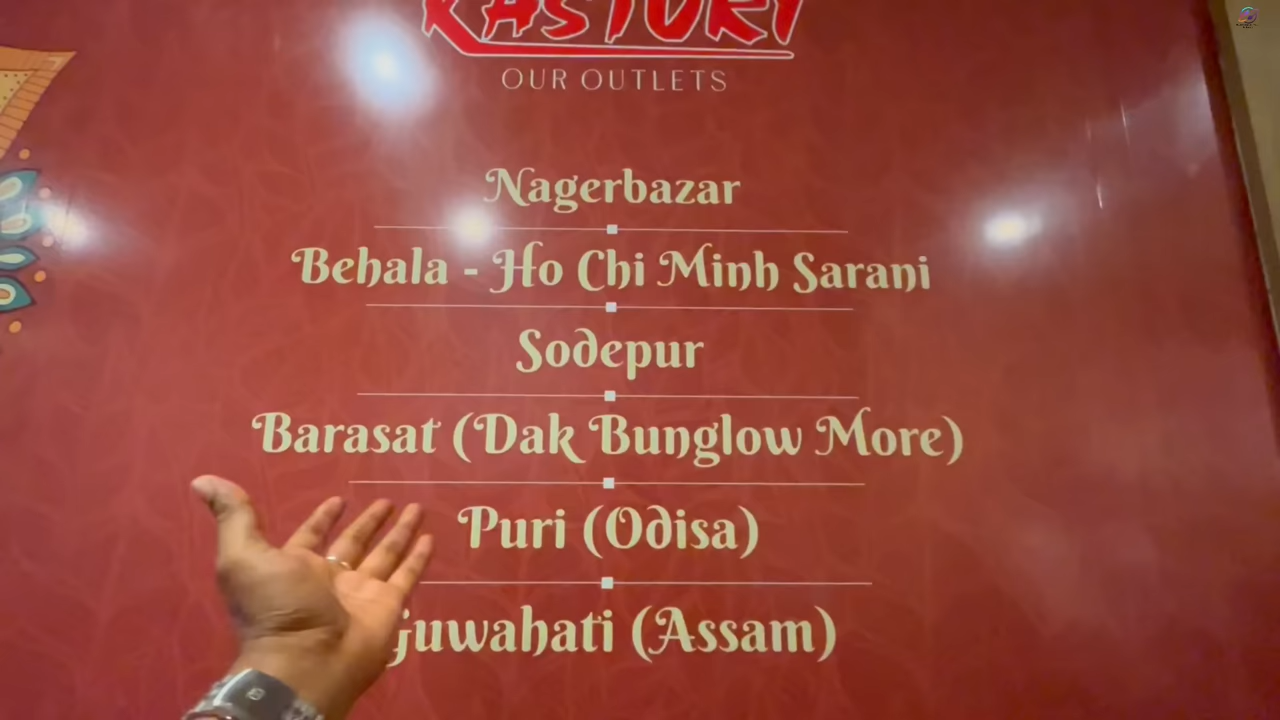 KASTURI
OUR OUTLETS
Nagerbazar
Behala - Ho Chi Minh Sarani
Sodepur
Barasat (Dak Bunglow More)
Puri (Odisa)
Guwahati (Assam)